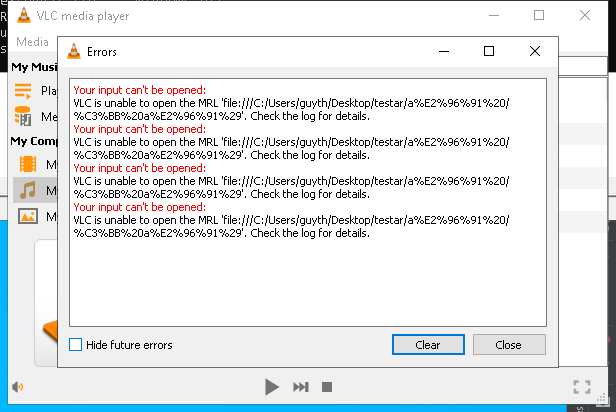 VLC media player
Media
Errors
My Musi
Play
Me
My Comp
My
My
My
Your input can't be opened:
VLC is unable to open the MRL 'file:///C:/Users/guyth/Desktop/testar/a%E2%96%91%20/
%C3%BB%20a%E2%96%91%29'. Check the log for details.
Your input can't be opened:
VLC is unable to open the MRL 'file:///C:/Users/guyth/Desktop/testar/a%E2%96%91%20/
%C3%BB%20a%E2%96%91%29'. Check the log for details.
Your input can't be opened:
VLC is unable to open the MRL 'file:///C:/Users/guyth/Desktop/testar/a%E2%96%91%20/
%C3%BB%20a%E2%96%91%29'. Check the log for details.
Your input can't be opened:
VLC is unable to open the MRL 'file:///C:/Users/guyth/Desktop/testar/a%E2%96%91%20/
%C3%BB%20a%E2%96%91%29'. Check the log for details.
Hide future errors
Clear
Close